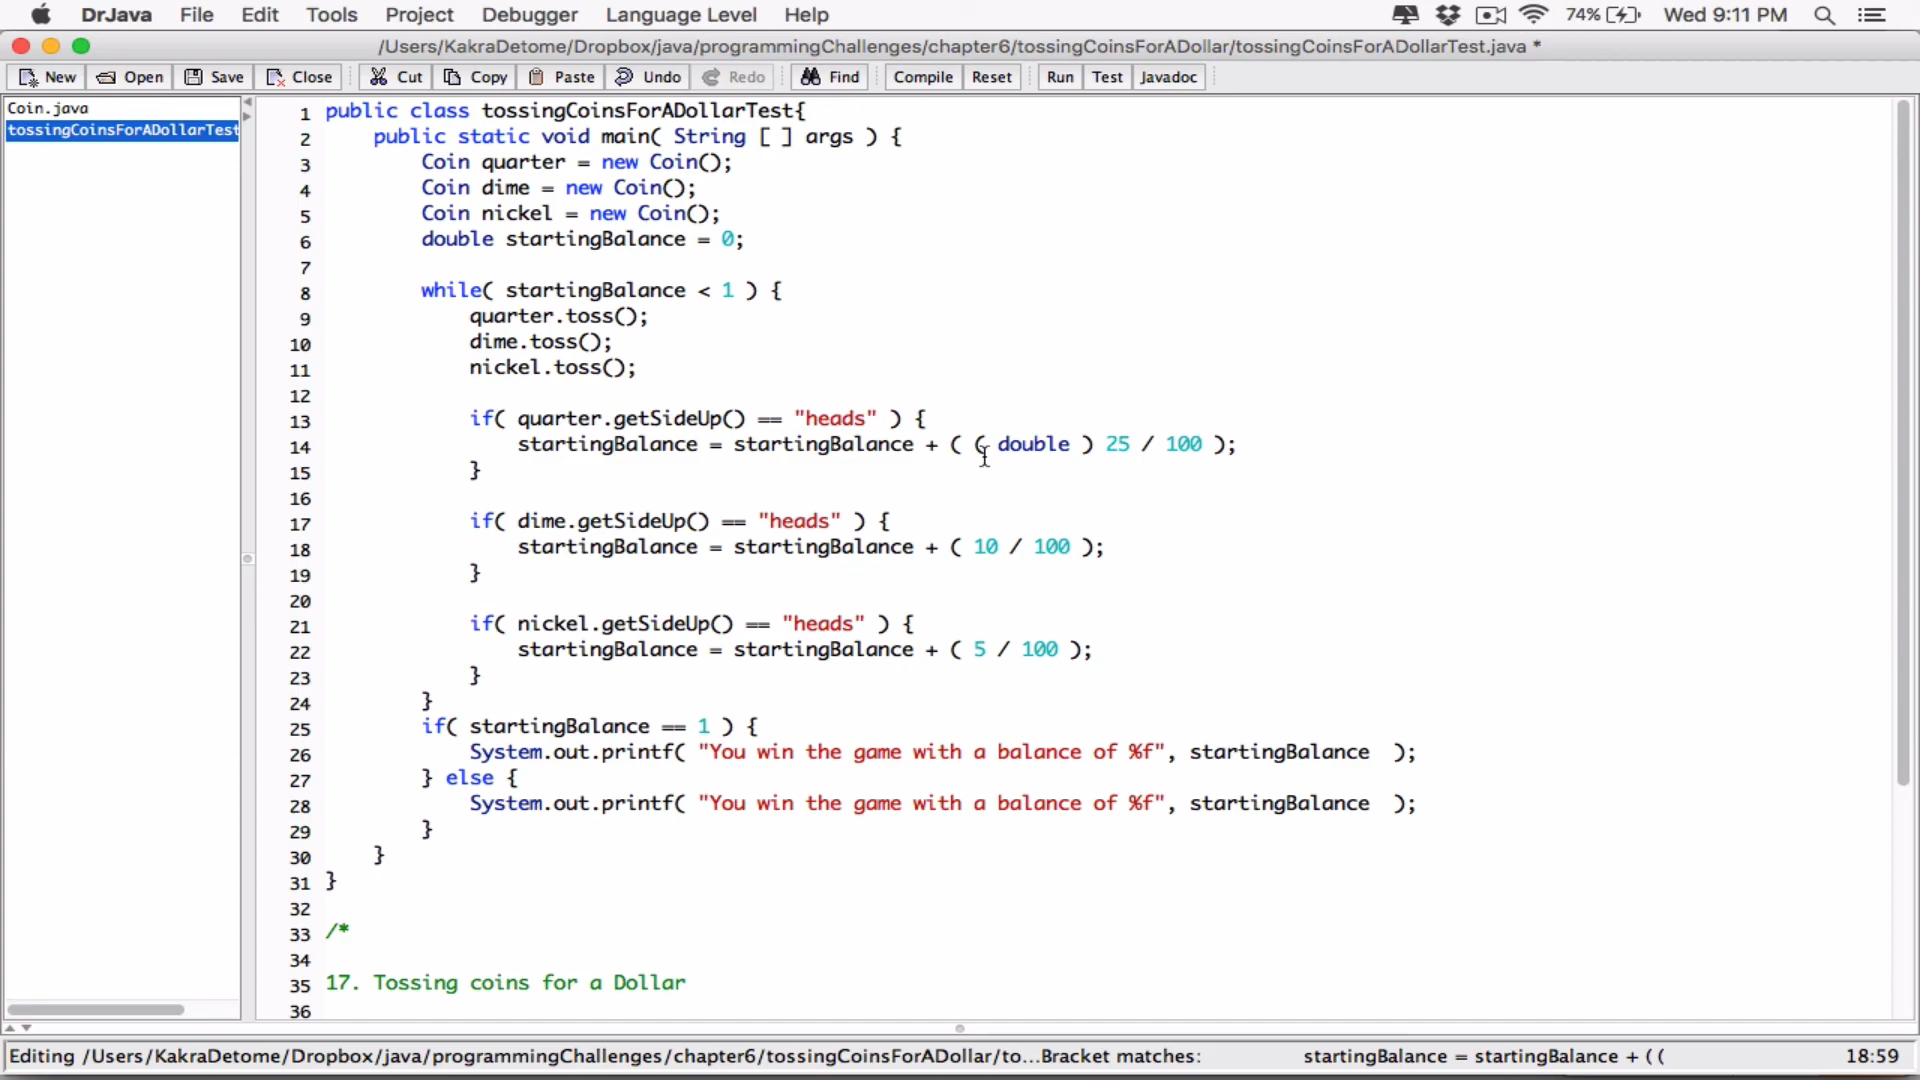 DrJava File Edit Tools Project Debugger Language Level Help 74% Wed 9:11 PM
/Users/KakraDetome/Dropbox/java/programmingChallenges/chapter6/tossingCoinsForADollar/tossingCoinsForADollarTest.java *
New Open Save Close Cut Copy Paste Undo Redo Find Compile Reset Run Test Javadoc
Coin.java
tossingCoinsForADollarTest
1 public class tossingCoinsForADollarTest{
2 public static void main( String [ ] args ) {
3 Coin quarter = new Coin();
4 Coin dime = new Coin();
5 Coin nickel = new Coin();
6 double startingBalance = 0;
7
8 while( startingBalance < 1 ) {
9 quarter.toss();
10 dime.toss();
11 nickel.toss();
12
13 if( quarter.getSideUp() == "heads" ) {
14 startingBalance = startingBalance + ( ( double ) 25 / 100 );
15 }
16
17 if( dime.getSideUp() == "heads" ) {
18 startingBalance = startingBalance + ( 10 / 100 );
19 }
20
21 if( nickel.getSideUp() == "heads" ) {
22 startingBalance = startingBalance + ( 5 / 100 );
23 }
24 }
25 if( startingBalance == 1 ) {
26 System.out.printf( "You win the game with a balance of %f", startingBalance );
27 } else {
28 System.out.printf( "You win the game with a balance of %f", startingBalance );
29 }
30 }
31 }
32
33 /*
34
35 17. Tossing coins for a Dollar
36
Editing /Users/KakraDetome/Dropbox/java/programmingChallenges/chapter6/tossingCoinsForADollar/to...Bracket matches: startingBalance = startingBalance + ( ( 18:59